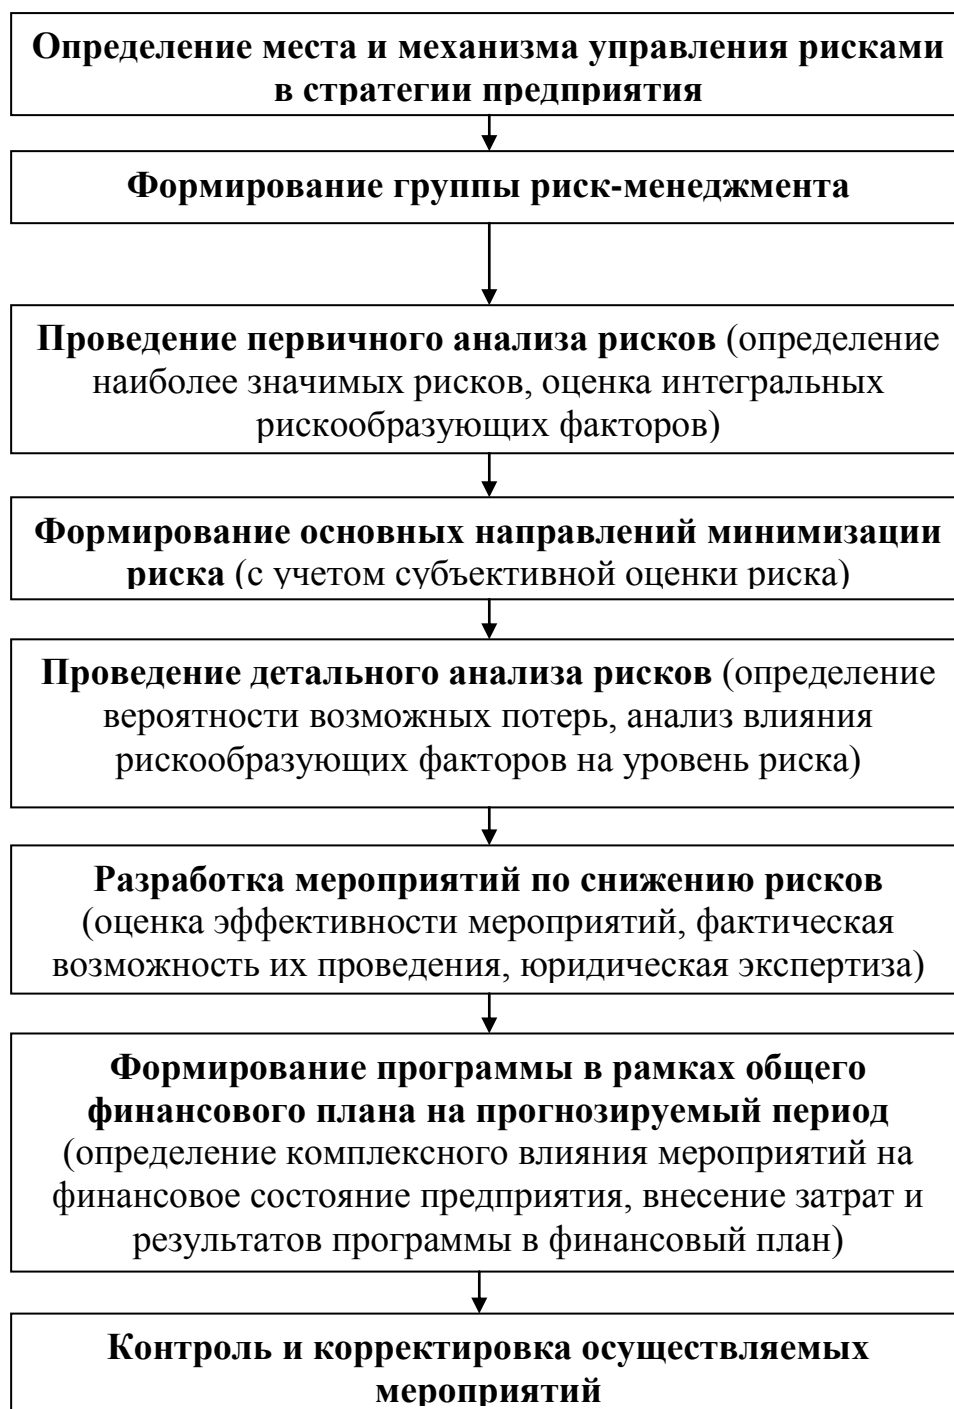 Определение места и механизма управления рисками
в стратегии предприятия
Формирование группы риск-менеджмента
Проведение первичного анализа рисков (определение
наиболее значимых рисков, оценка интегральных
рискообразующих факторов)
Формирование основных направлений минимизации
риска (с учетом субъективной оценки риска)
Проведение детального анализа рисков (определение
вероятности возможных потерь, анализ влияния
рискообразующих факторов на уровень риска)
Разработка мероприятий по снижению рисков
(оценка эффективности мероприятий, фактическая
возможность их проведения, юридическая экспертиза)
Формирование программы в рамках общего
финансового плана на прогнозируемый период
(определение комплексного влияния мероприятий на
финансовое состояние предприятия, внесение затрат и
результатов программы в финансовый план)
Контроль и корректировка осуществляемых
мероприятий